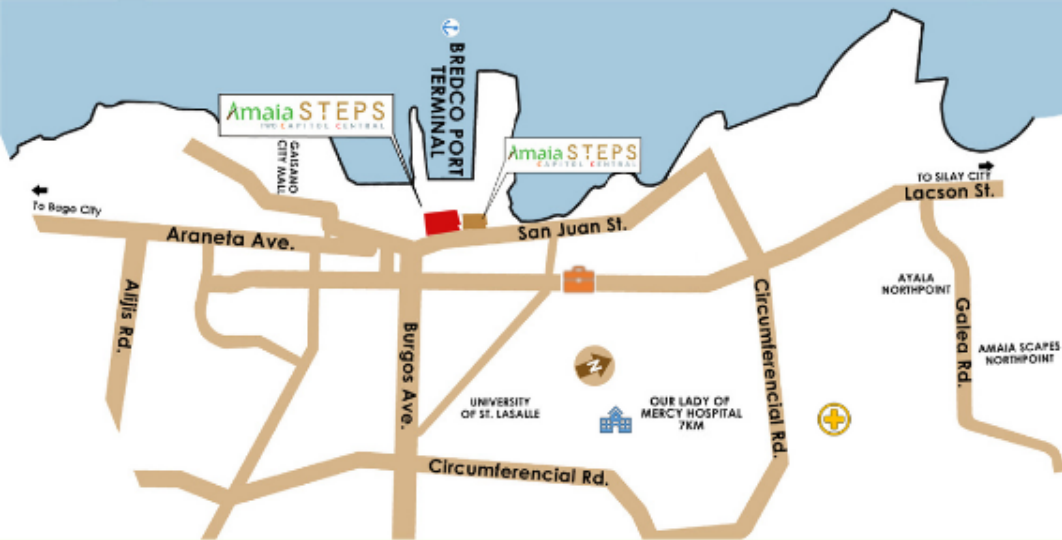 BREDCO PORT
TERMINAL
Amaia STEPS
CAPITOL CENTRAL
Amaia STEPS
CAPITOL CENTRAL
GAISANO
CITY MALL
TO SILAY CITY
Lacson St.
To Bago City
Araneta Ave.
San Juan St.
Alijis Rd.
Burgos Ave.
Circumferencial Rd.
AYALA
NORTHPOINT
Galea Rd.
AMAIA SCAPES
NORTHPOINT
N
UNIVERSITY
OF ST. LASALLE
OUR LADY OF
MERCY HOSPITAL
7KM
Circumferencial Rd.